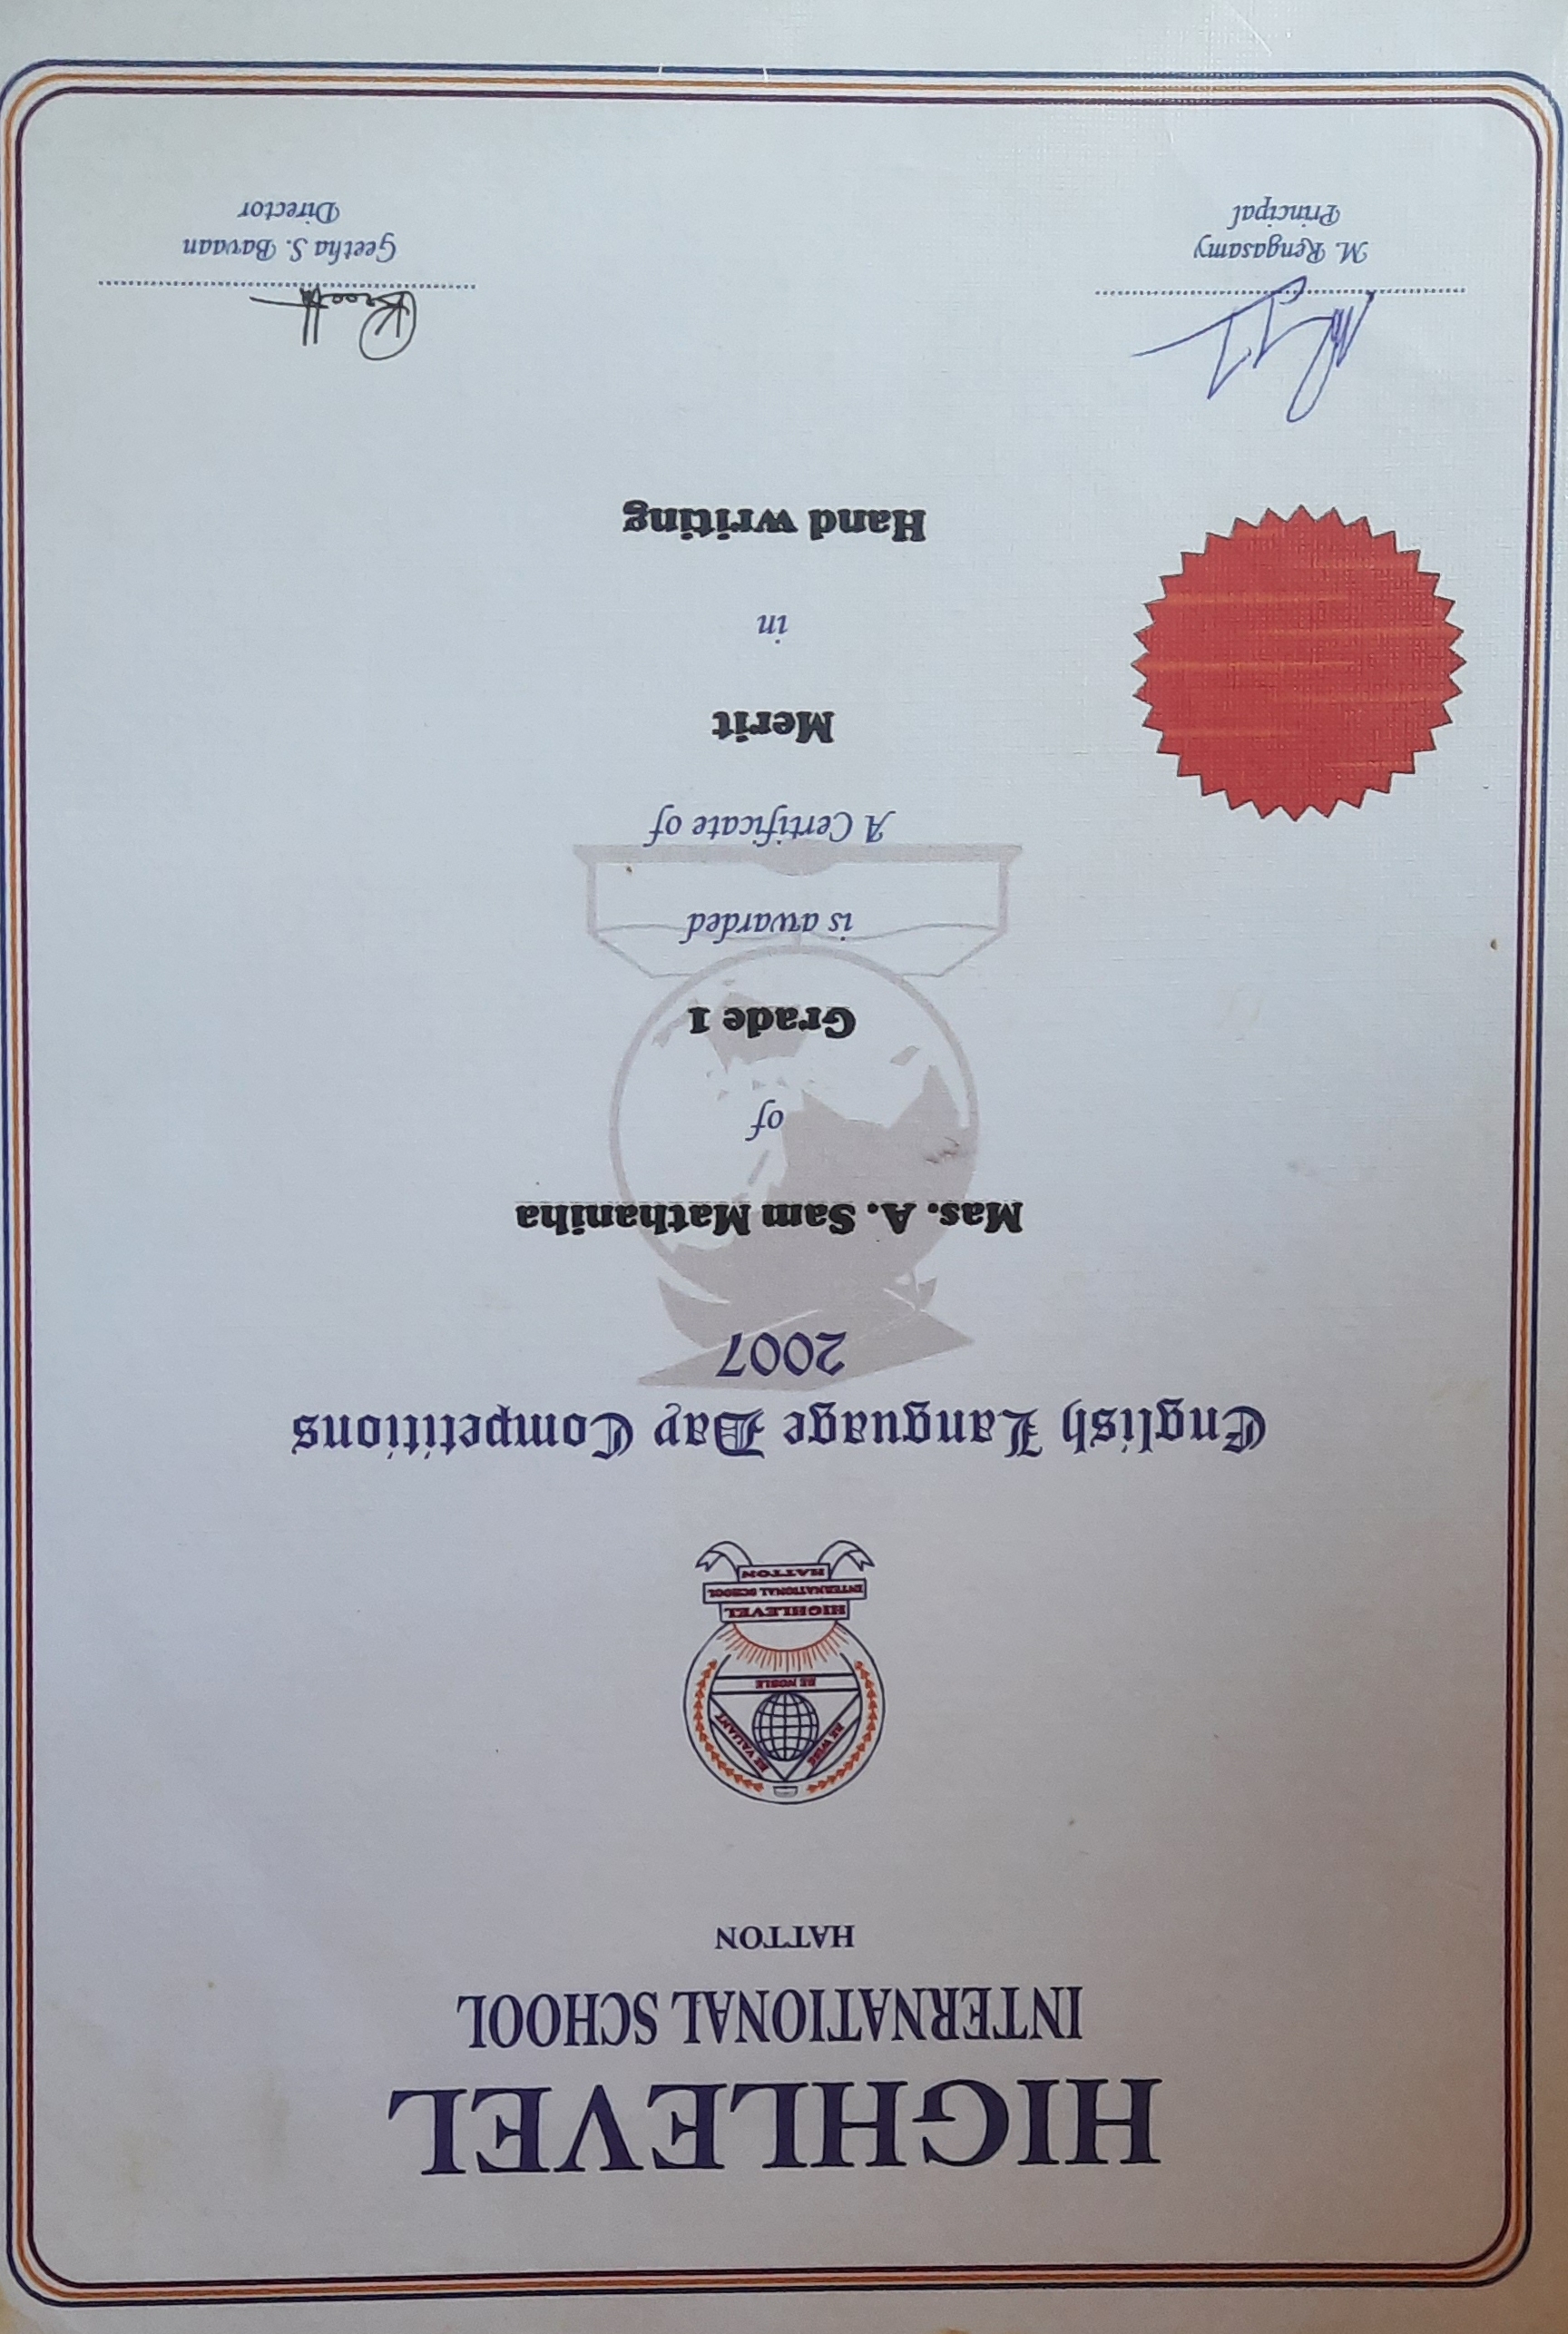 HIGHLEVEL
INTERNATIONAL SCHOOL
HATTON
BE WISE
BE VALIANT
BE NOBLE
HIGHLEVEL
INTERNATIONAL SCHOOL
HATTON
English Language Day Competitions
2007
Mas. A. Sam Mathaniha
of
Grade 1
is awarded
A Certificate of
Merit
in
Hand writing
M. Rengasamy
Principal
Geetha S. Bavaan
Director